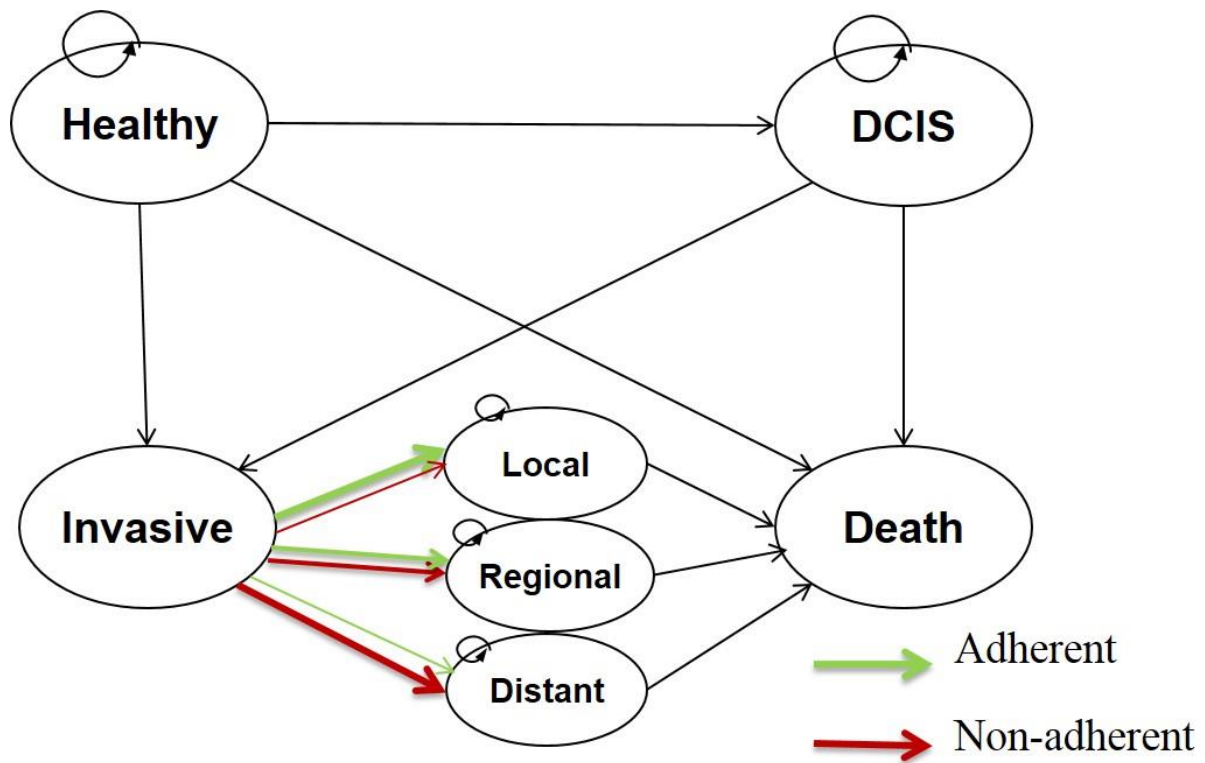 Healthy
DCIS
Local
Invasive
Death
Regional
Distant
Adherent
Non-adherent